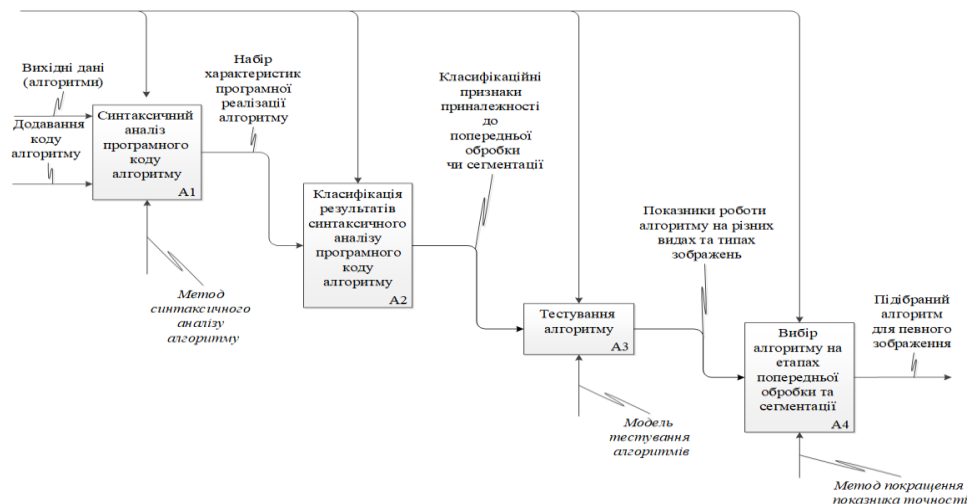 Вихідні дані
(алгоритми)
Додавання
коду
алгоритму
Синтаксичний
аналіз
програмного
коду
алгоритму
A1
Метод
синтаксичного
аналізу
алгоритму
Набір
характеристик
програмної
реалізації
алгоритму
Класифікація
результатів
синтаксичного
аналізу
програмного
коду
алгоритму
A2
Класифікаційні
признаки
приналежності
до
попередньої
обробки
чи сегментації
Тестування
алгоритму
A3
Модель
тестування
алгоритмів
Показники роботи
алгоритму на різних
видах та типах
зображень
Вибір
алгоритму на
етапах
попередньої
обробки та
сегментації
A4
Підібраний
алгоритм
для певного
зображення
Метод покращення
показника точності